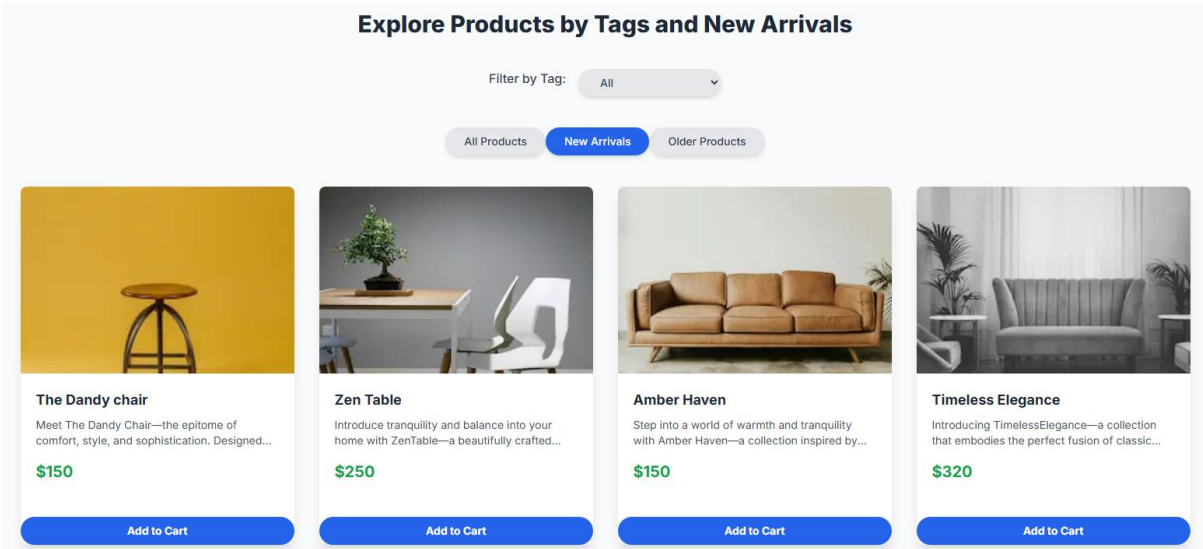 Explore Products by Tags and New Arrivals
Filter by Tag: All
All Products New Arrivals Older Products
The Dandy chair
Meet The Dandy Chair—the epitome of
comfort, style, and sophistication. Designed...
$150
Add to Cart
Zen Table
Introduce tranquility and balance into your
home with ZenTable—a beautifully crafted...
$250
Add to Cart
Amber Haven
Step into a world of warmth and tranquility
with Amber Haven—a collection inspired by...
$150
Add to Cart
Timeless Elegance
Introducing TimelessElegance—a collection
that embodies the perfect fusion of classic...
$320
Add to Cart